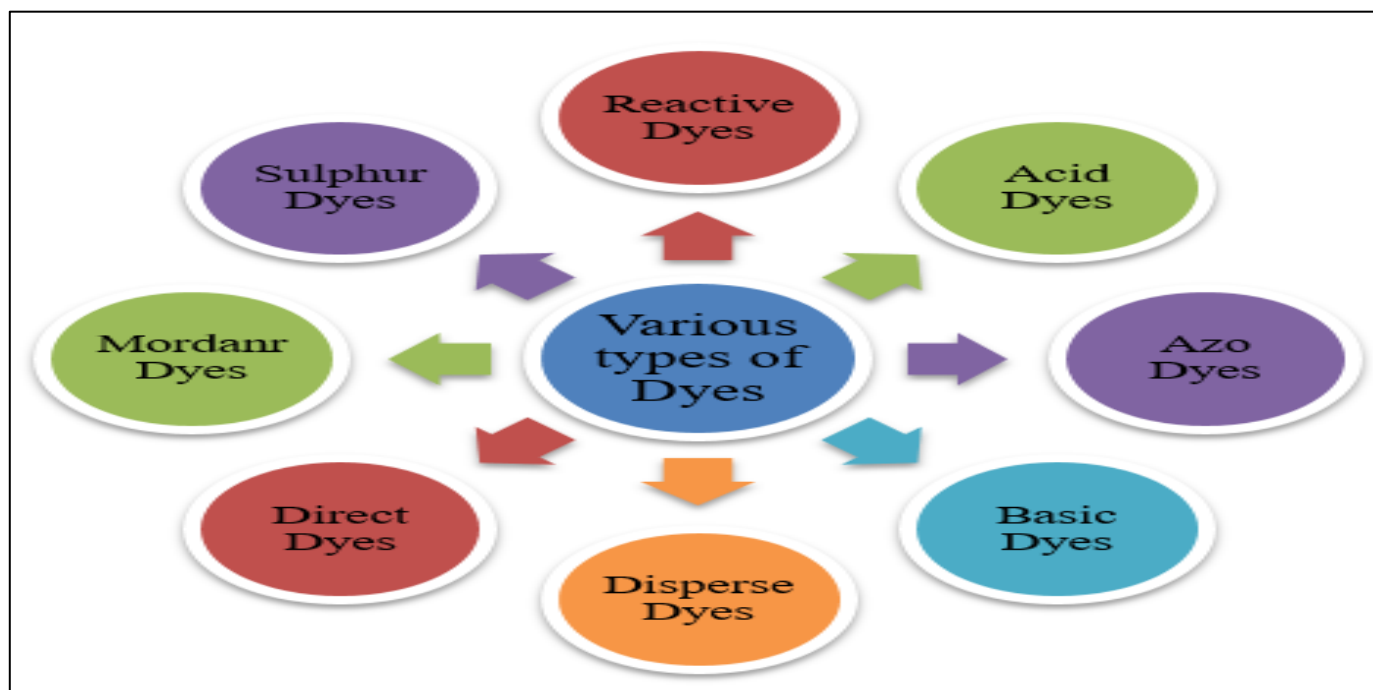 Reactive
Dyes
Sulphur
Dyes
Acid
Dyes
Mordanr
Dyes
Various
types of
Dyes
Azo
Dyes
Direct
Dyes
Basic
Dyes
Disperse
Dyes